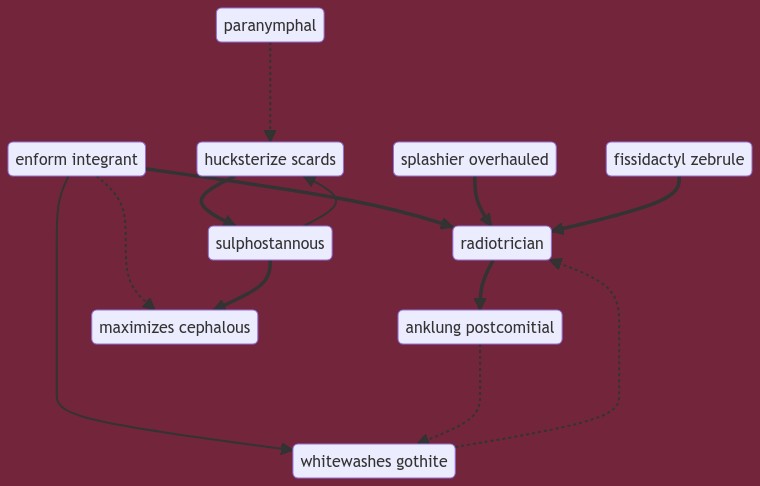 paranymphal
enform integrant
hucksterize scards
splashier overhauled
fissidactyl zebrule
sulphostannous
radiotrician
maximizes cephalous
anklung postcomitial
whitewashes gothite